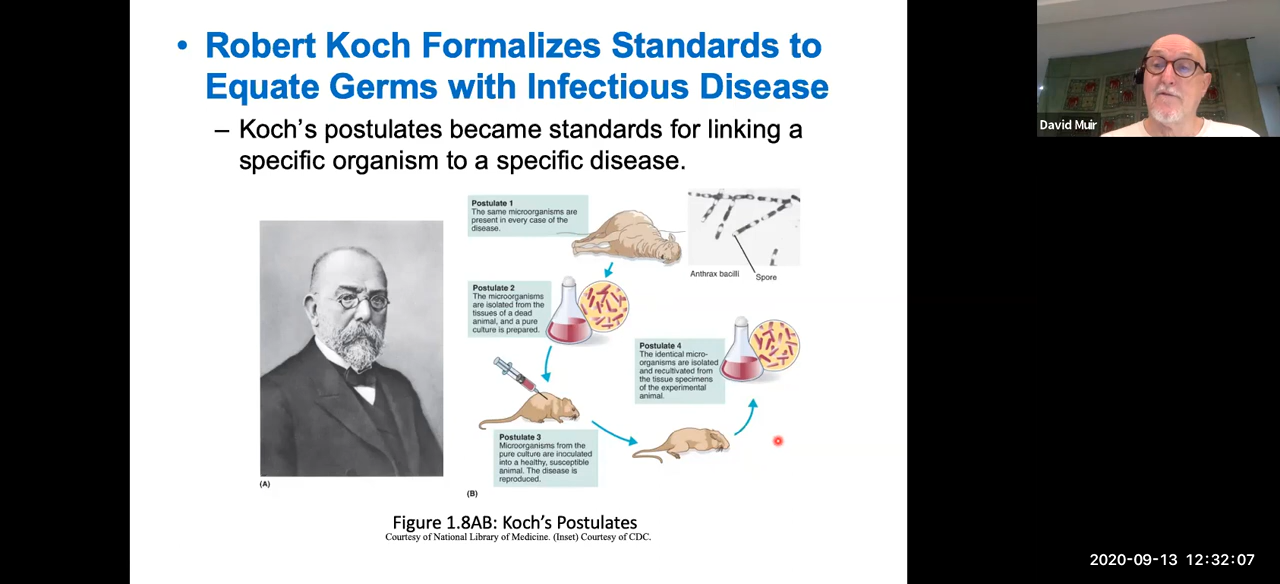 • Robert Koch Formalizes Standards to
Equate Germs with Infectious Disease
– Koch's postulates became standards for linking a
specific organism to a specific disease.
David Muir
Postulate 1
The same microorganisms are
present in every case of the
disease.
Anthrax bacilli
Spore
Postulate 2
The microorganisms
are isolated from the
tissues of a dead
animal, and a pure
culture is prepared.
Postulate 4
The identical micro-
organisms are isolated
and recultivated from
the tissue specimens
of the experimental
animal.
Postulate 3
Microorganisms from the
pure culture are inoculated
into a healthy, susceptible
animal. The disease is
reproduced.
(A)
(B)
Figure 1.8AB: Koch's Postulates
Courtesy of National Library of Medicine. (Inset) Courtesy of CDC.
2020-09-13 12:32:07